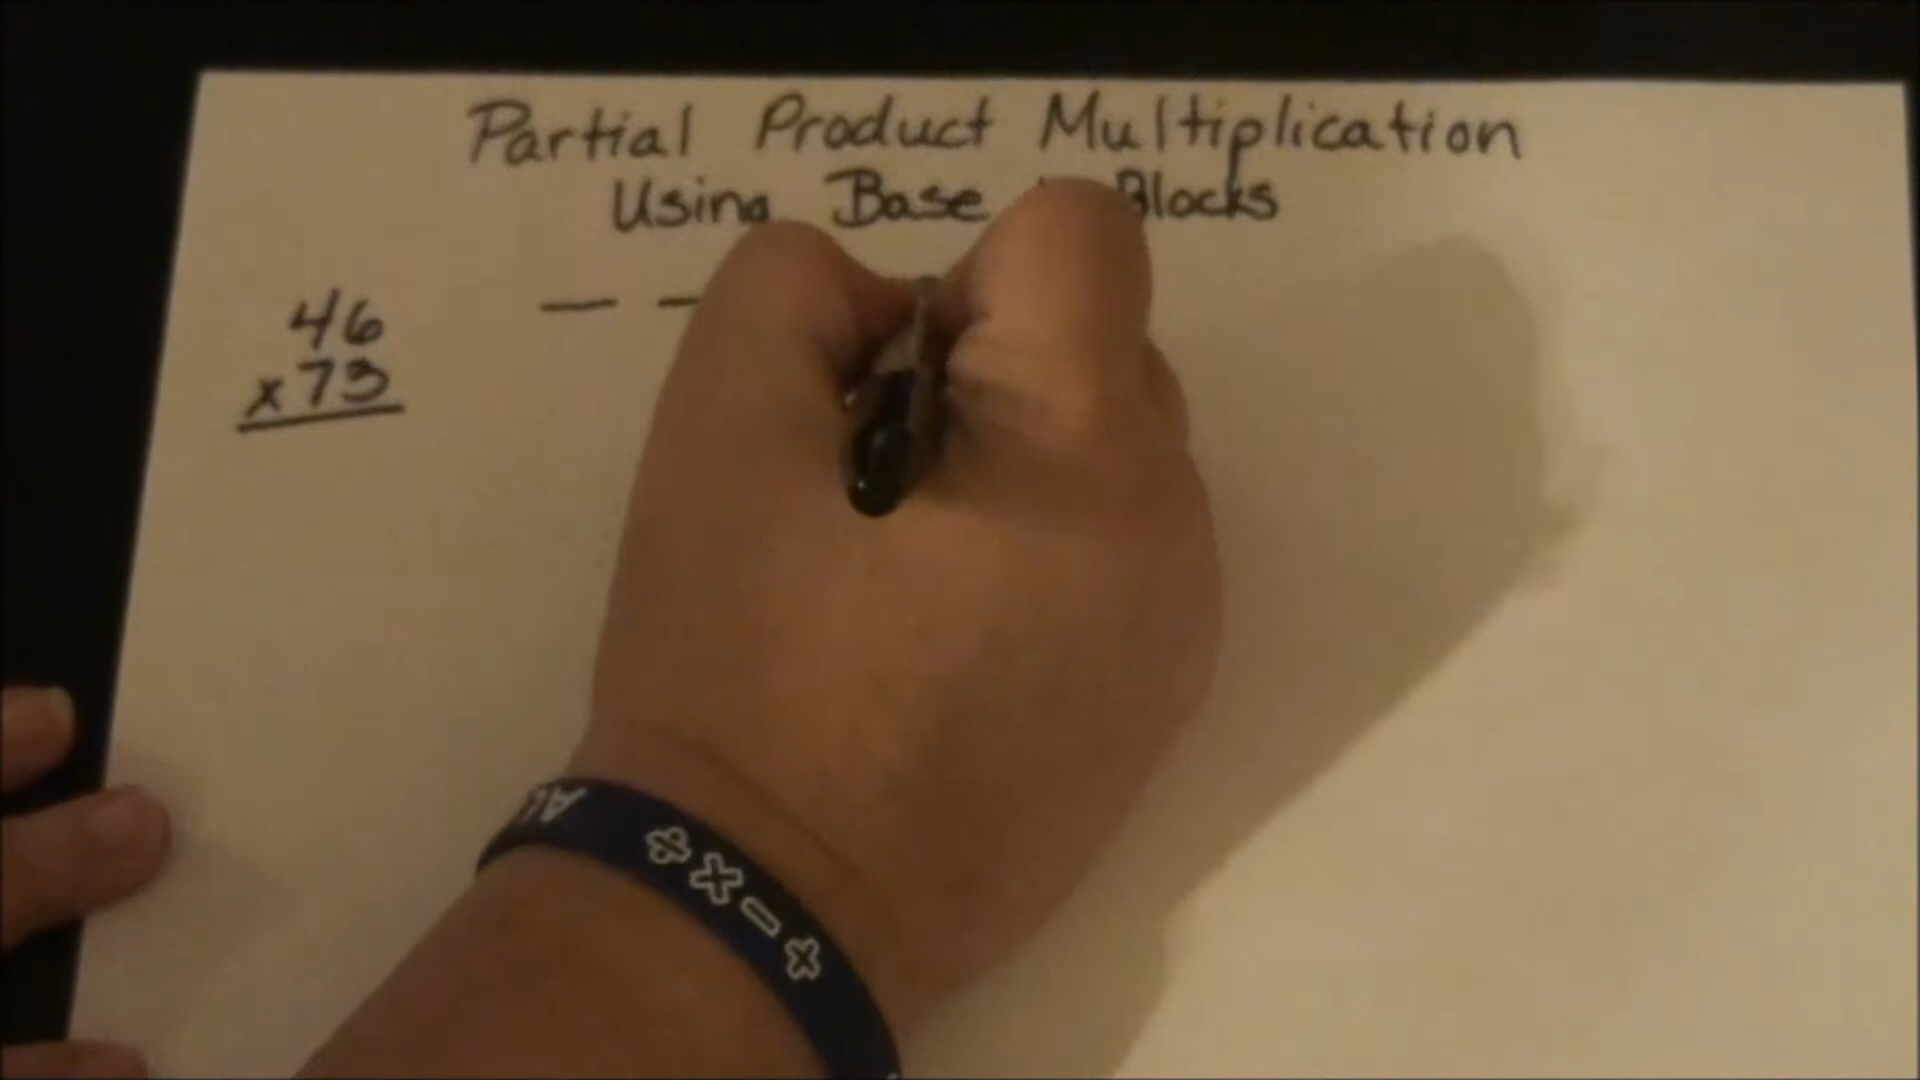 Partial Product Multiplication
Using Base Blocks
46
x73
÷ × − +